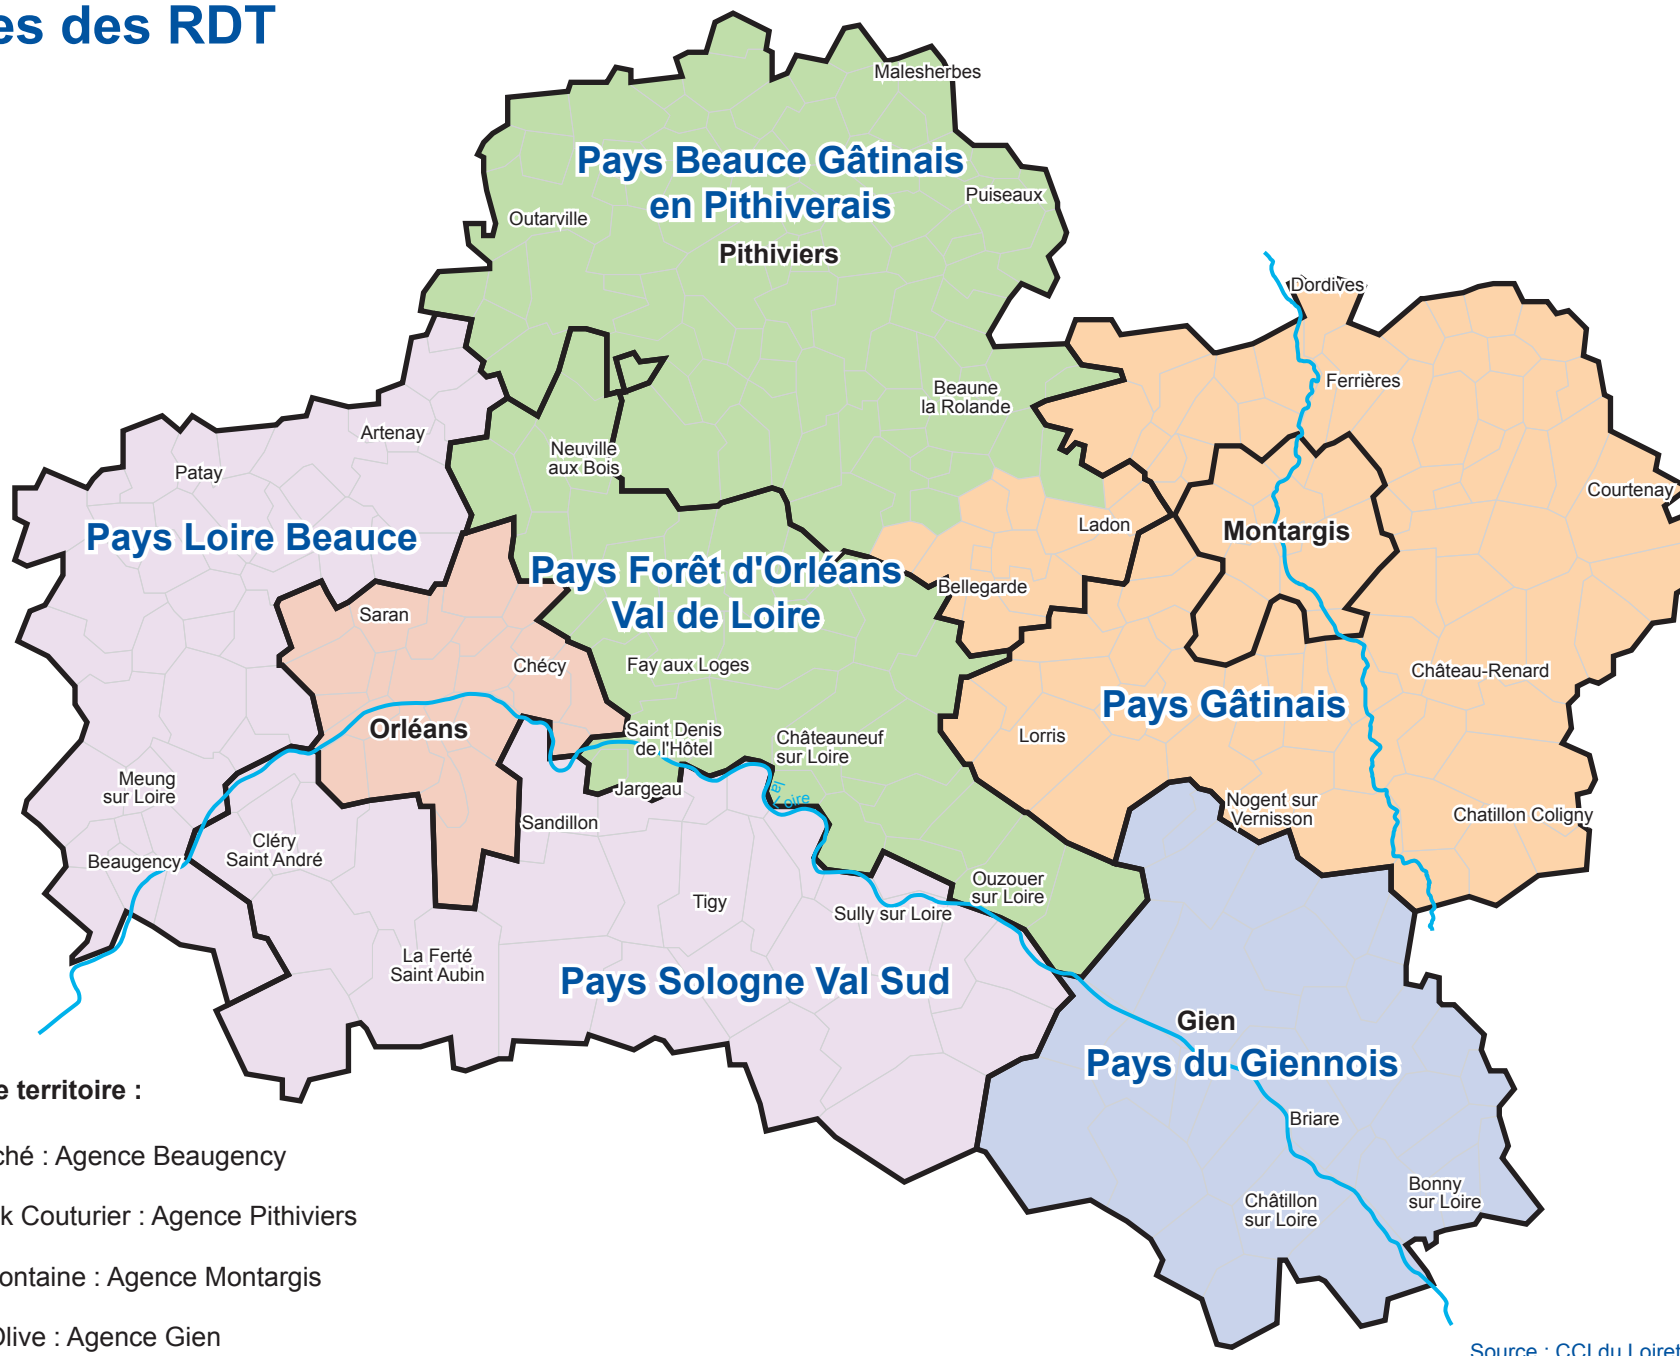 es des RDT
Malesherbes
Pays Beauce Gâtinais
en Pithiverais
Puiseaux
Outarville
Pithiviers
Dordives
Ferrières
Beaune
la Rolande
Artenay
Neuville
aux Bois
Patay
Courtenay
Ladon
Montargis
Pays Loire Beauce
Pays Forêt d'Orléans
Val de Loire
Bellegarde
Saran
Chécy
Fay aux Loges
Château-Renard
Pays Gâtinais
Orléans
Saint Denis
de l'Hôtel
Châteauneuf
sur Loire
Lorris
Meung
sur Loire
Jargeau
la
Loire
Nogent sur
Vernisson
Chatillon Coligny
Sandillon
Cléry
Saint André
Beaugency
Ouzouer
sur Loire
Tigy
Sully sur Loire
La Ferté
Saint Aubin
Pays Sologne Val Sud
Gien
Pays du Giennois
e territoire :
Briare
ché : Agence Beaugency
Bonny
sur Loire
Châtillon
sur Loire
k Couturier : Agence Pithiviers
ontaine : Agence Montargis
Olive : Agence Gien
Source : CCI du Loiret